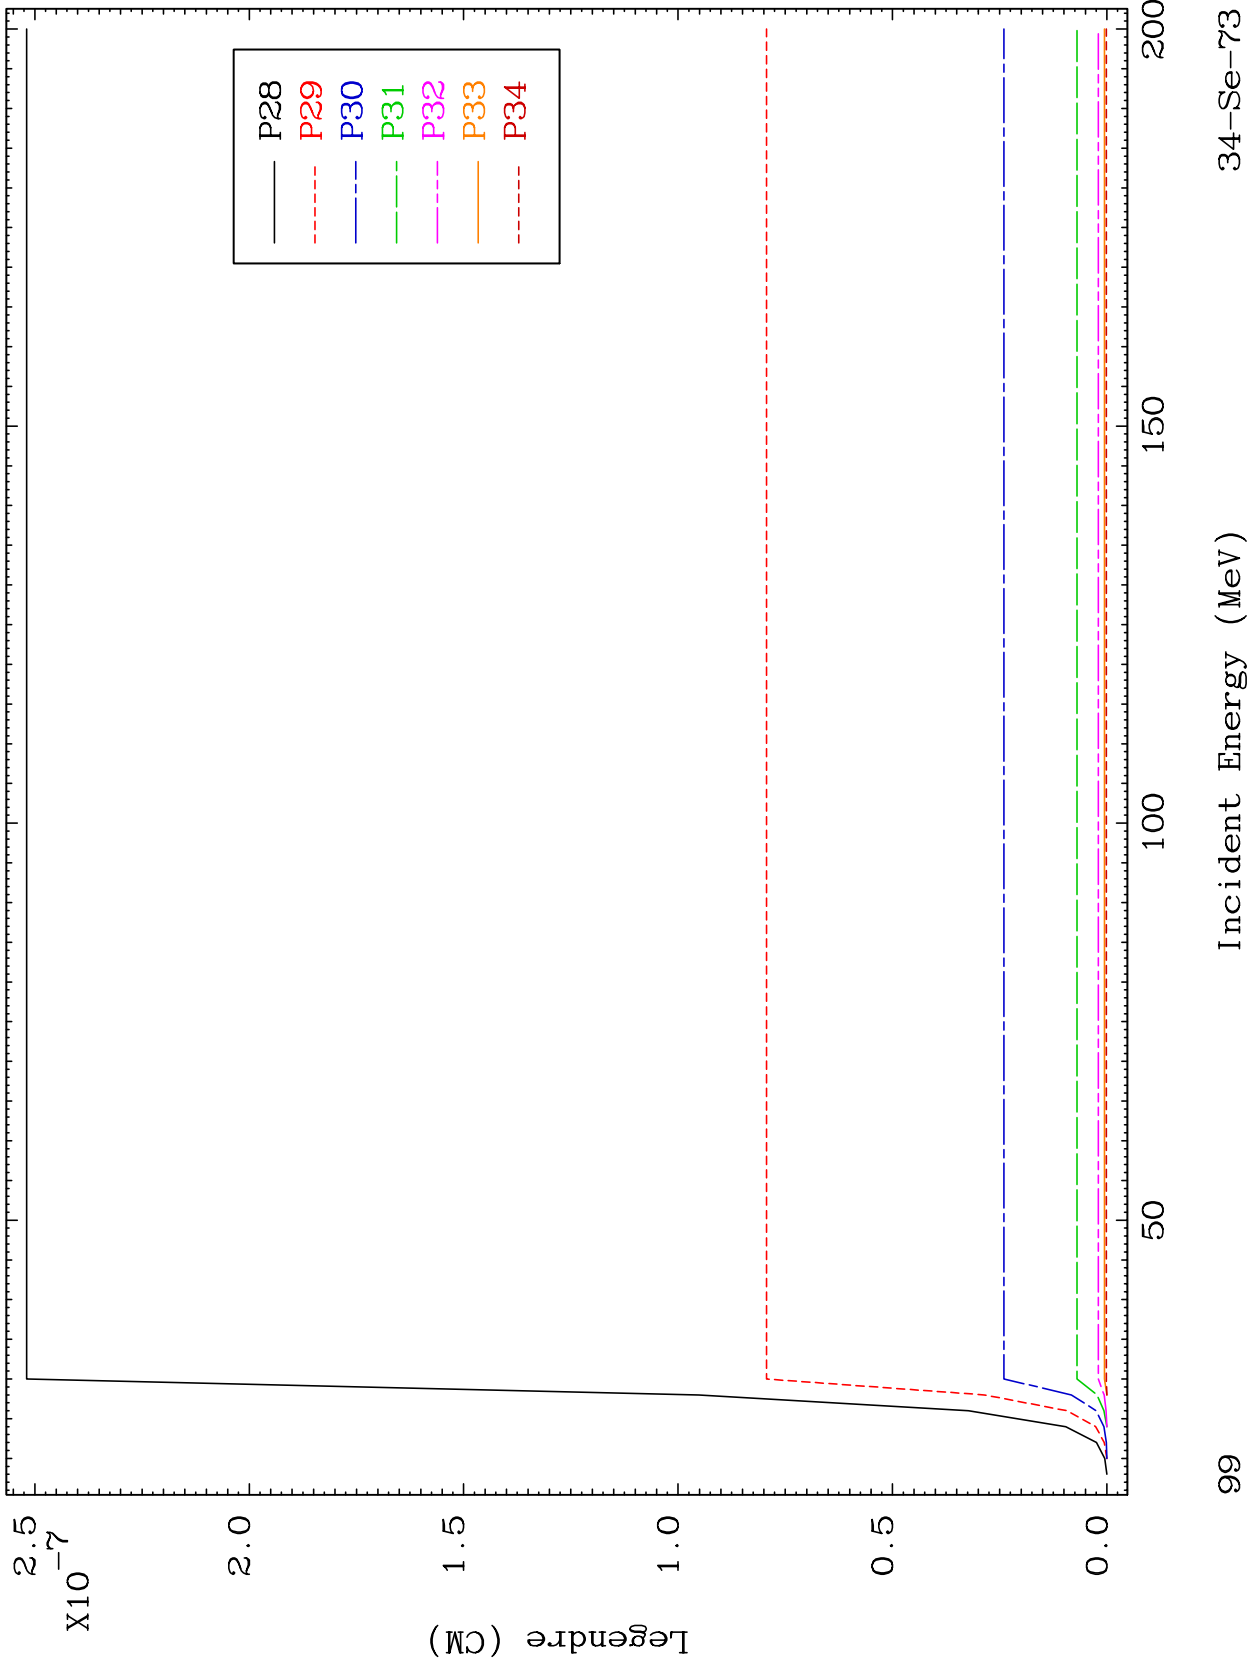 2.5
X10-7
2.0
1.5
1.0
0.5
0.0
Legendre (CM)
P28
P29
P30
P31
P32
P33
P34
50
100
150
200
99
Incident Energy (MeV)
34-Se-73